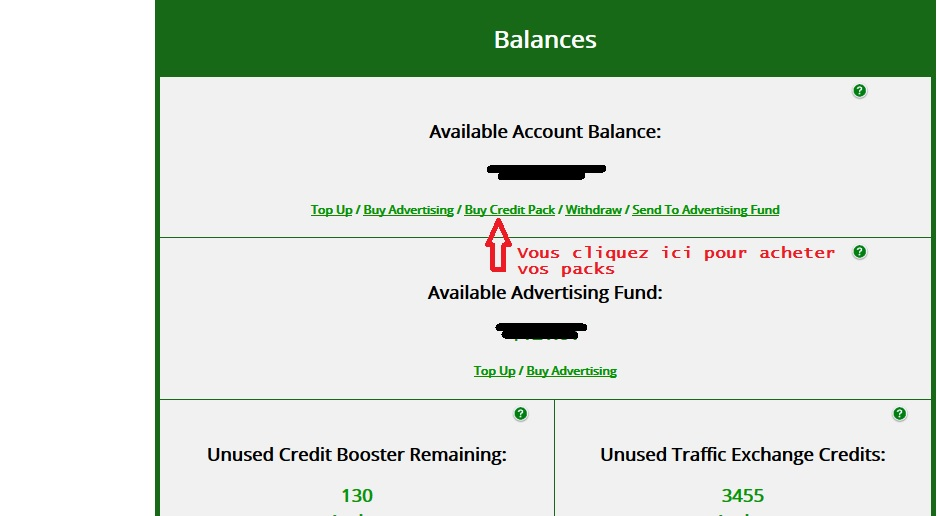 Balances
Available Account Balance:
Top Up / Buy Advertising / Buy Credit Pack / Withdraw / Send To Advertising Fund
Vous cliquez ici pour acheter
vos packs
Available Advertising Fund:
Top Up / Buy Advertising
Unused Credit Booster Remaining:
Unused Traffic Exchange Credits:
130
3455